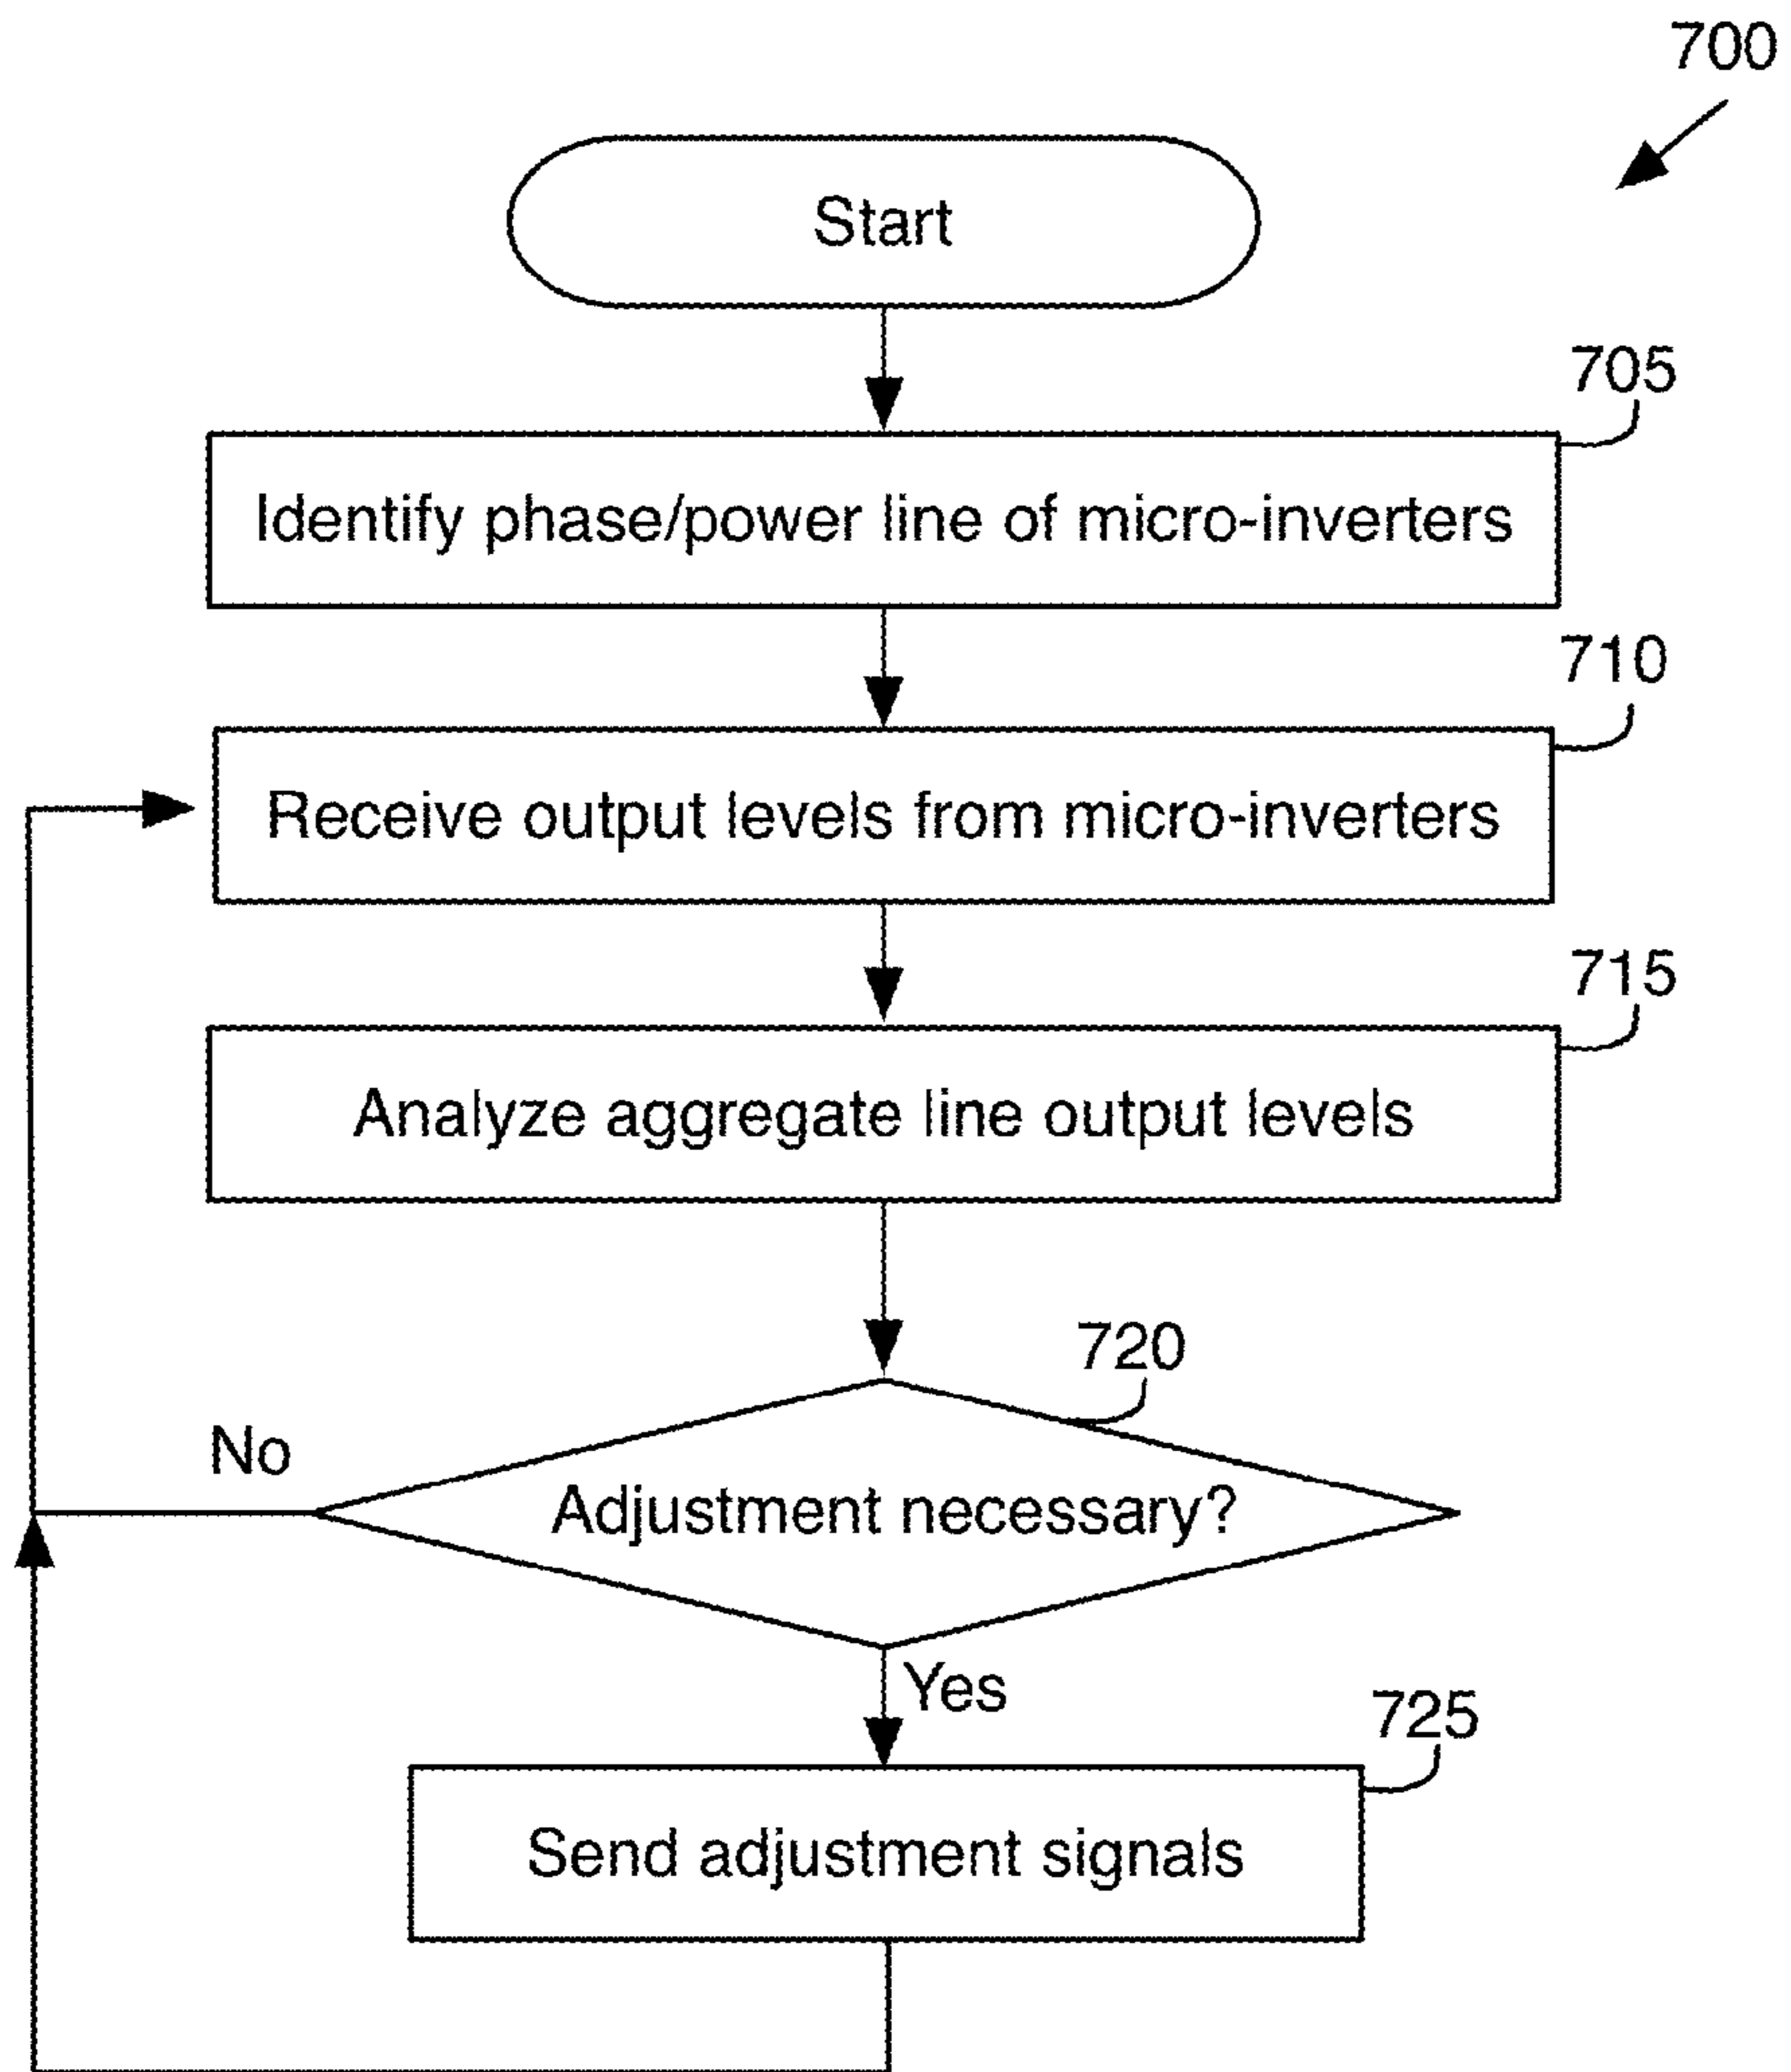 700
Start
705
Identify phase/power line of micro-inverters
710
Receive output levels from micro-inverters
715
Analyze aggregate line output levels
720
No
Adjustment necessary?
Yes
725
Send adjustment signals